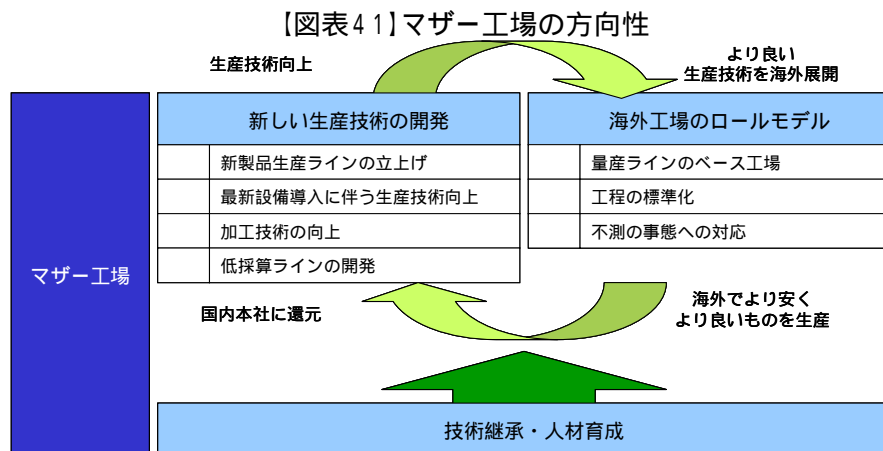 【図表41】マザー工場の方向性
生産技術向上
より良い
生産技術を海外展開
マザー工場
新しい生産技術の開発
新製品生産ラインの立上げ
最新設備導入に伴う生産技術向上
加工技術の向上
低採算ラインの開発
海外工場のロールモデル
量産ラインのベース工場
工程の標準化
不測の事態への対応
国内本社に還元
海外でより安く
より良いものを生産
技術継承・人材育成